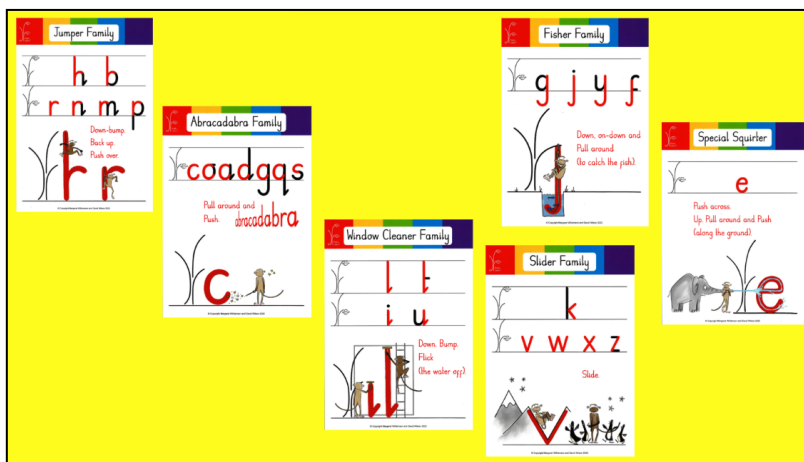 Jumper Family
h b
r n m p
Down-bump.
Back up.
Push over.
r r
Abracadabra Family
c o a d g q s
Pull around and
Push. abracadabra
c
Window Cleaner Family
l t
i u
Down. Bump.
Flick
(the water off).
i l
Fisher Family
g j y f
Down, on-down and
Pull around
(to catch the fish).
j
Slider Family
k
v w x z
Slide.
v
Special Squirter
e
Push across.
Up. Pull around and Push
(along the ground).
e